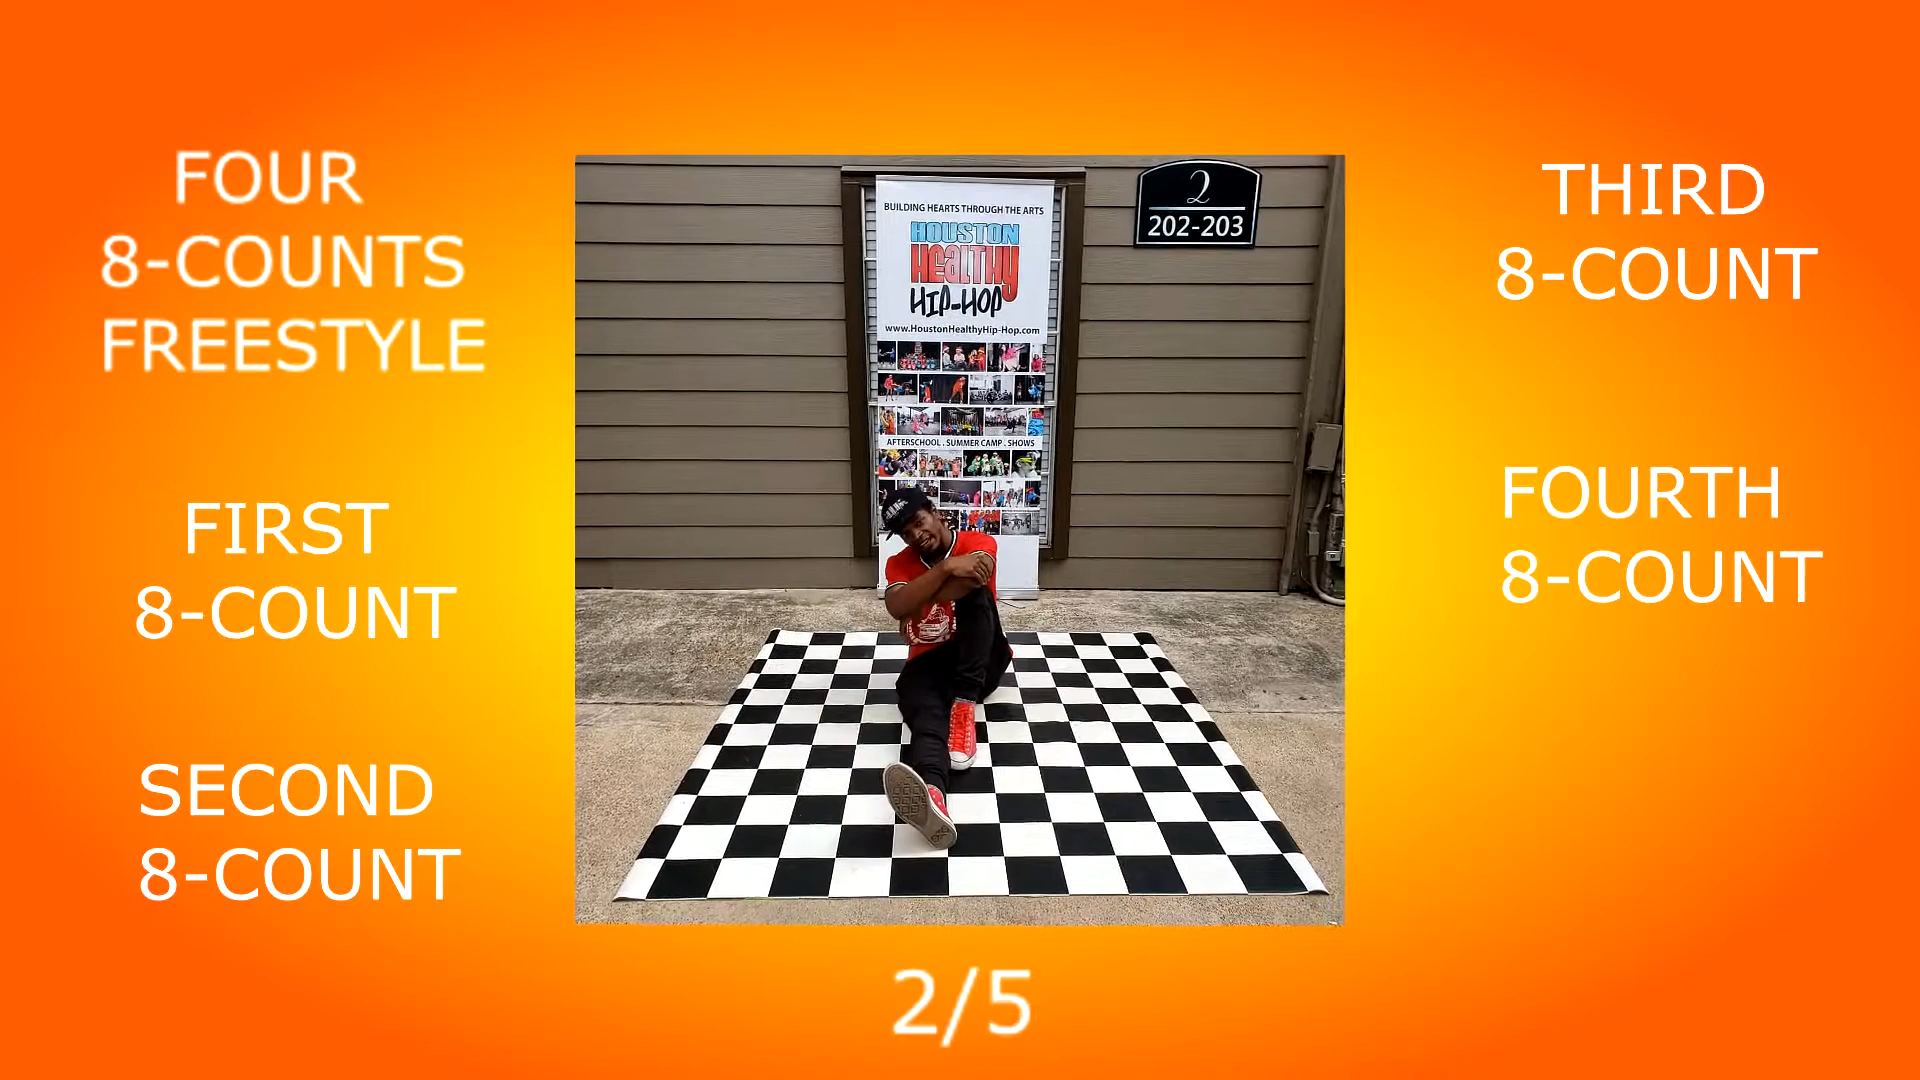 FOUR
8-COUNTS
FREESTYLE
FIRST
8-COUNT
SECOND
8-COUNT
BUILDING HEARTS THROUGH THE ARTS
HOUSTON
HEALTHY
HIP-HOP
www.HoustonHealthyHip-Hop.com
AFTERSCHOOL . SUMMER CAMP . SHOWS
2
202-203
THIRD
8-COUNT
FOURTH
8-COUNT
2/5